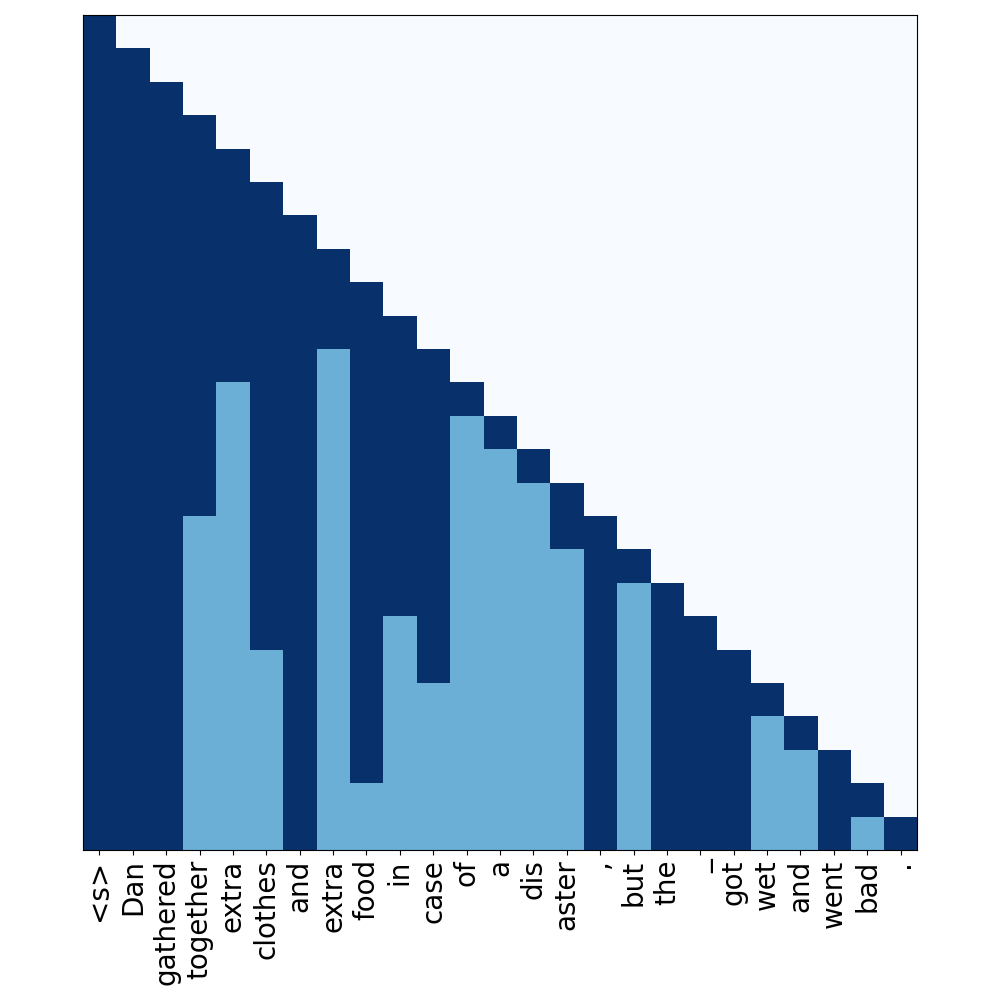 <s>
Dan
gathered
together
extra
clothes
and
extra
food
in
case
of
a
dis
aster
,
but
the
_
got
wet
and
went
bad
.